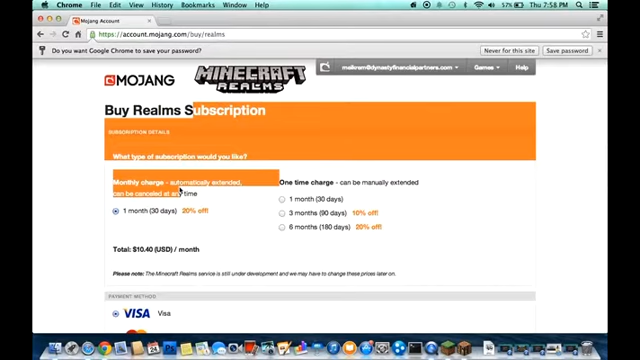 Chrome File Edit View History Bookmarks Window Help 57% Thu 7:58 PM
Mojang Account
https://account.mojang.com/buy/realms
Do you want Google Chrome to save your password? Never for this site Save password
MOJANG
MINECRAFT
REALMS
@dynastyfinancialpartners.com Games Help
Buy Realms Subscription
SUBSCRIPTION DETAILS
What type of subscription would you like?
Monthly charge - automatically extended,
can be canceled at any time
1 month (30 days) 20% off!
One time charge - can be manually extended
1 month (30 days)
3 months (90 days) 10% off!
6 months (180 days) 20% off!
Total: $10.40 (USD) / month
Please note: The Minecraft Realms service is still under development and we may have to change these prices later on.
PAYMENT METHOD
VISA Visa